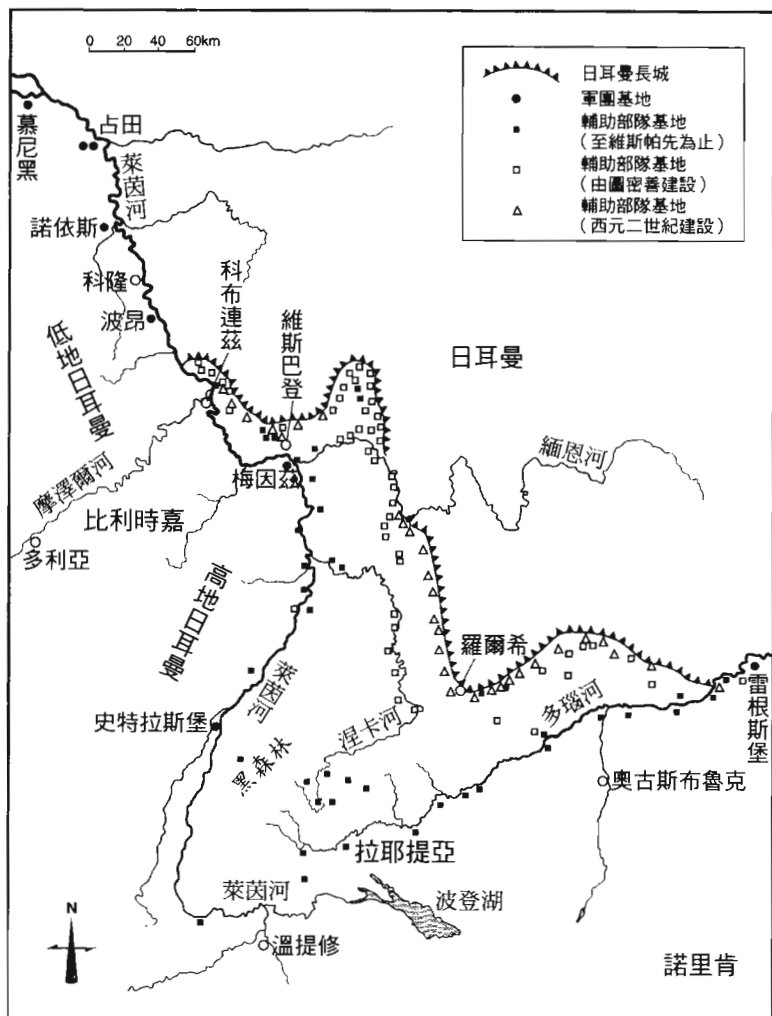 0 20 40 60km
日耳曼長城
軍團基地
輔助部隊基地
（至維斯帕先為止）
輔助部隊基地
（由圖密善建設）
輔助部隊基地
（西元二世紀建設）
慕尼黑
占田
萊茵河
諾依斯
科隆
波昂
科布連茲
維斯巴登
日耳曼
低地日耳曼
摩澤爾河
梅因茲
緬恩河
比利時嘉
多利亞
高地日耳曼
羅爾希
萊茵河
多瑙河
雷根斯堡
史特拉斯堡
涅卡河
黑森林
奧古斯布魯克
拉耶提亞
萊茵河
波登湖
N
溫提修
諾里肯